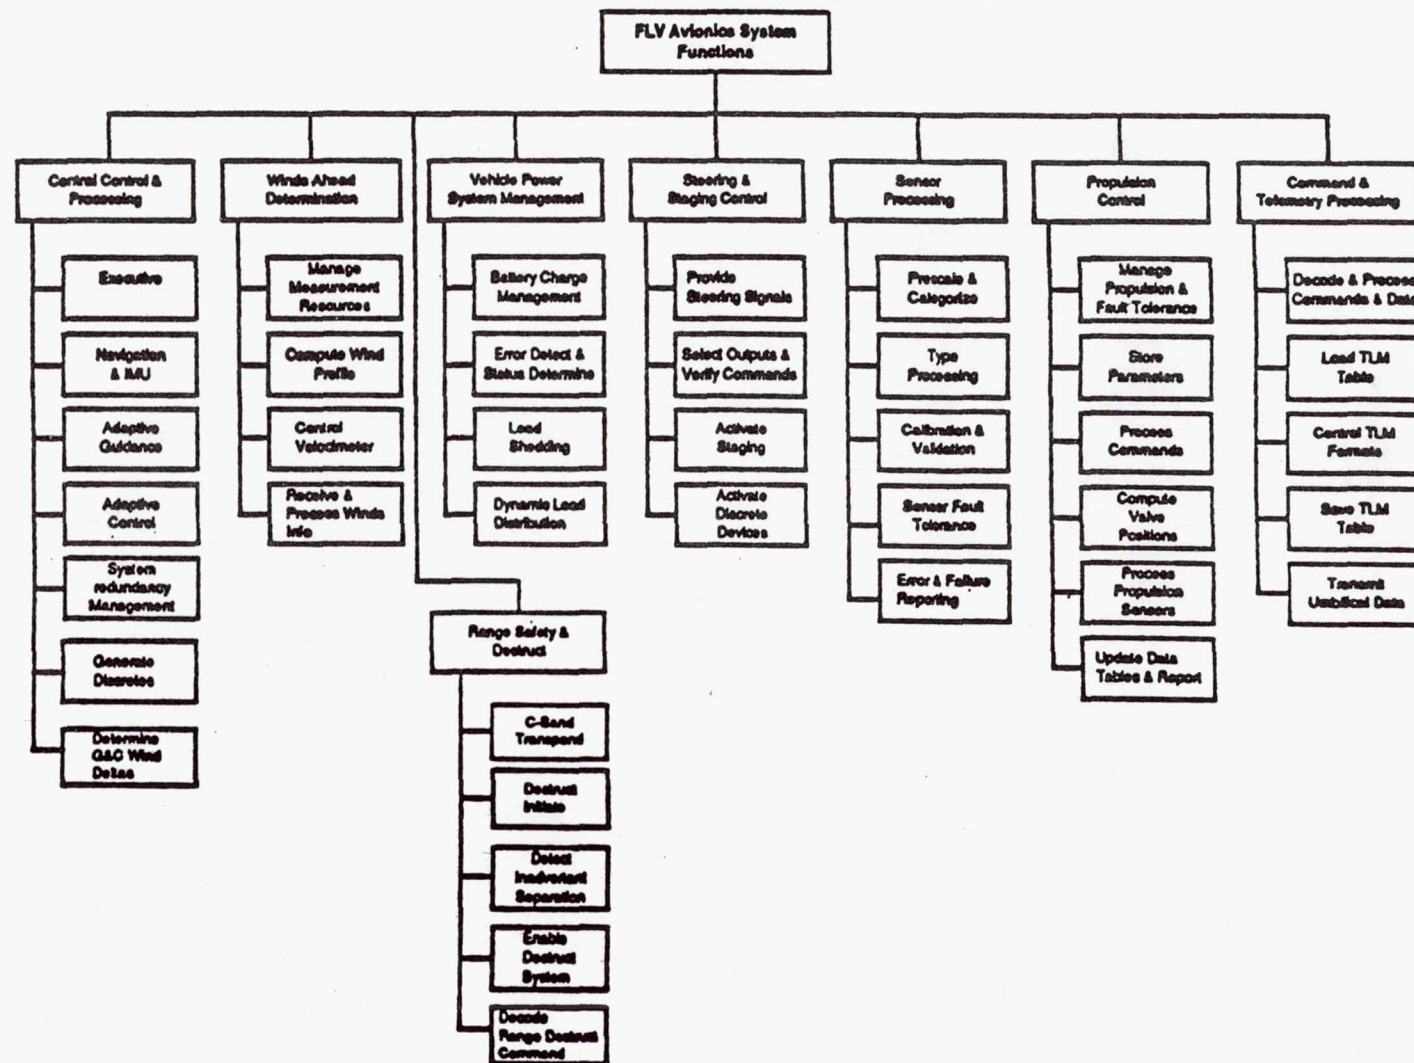 FLV Avionics System
Functions
Central Control &
Processing
Winds Ahead
Determination
Vehicle Power
System Management
Steering &
Staging Control
Sensor
Processing
Propulsion
Control
Command &
Telemetry Processing
Executive
Navigation
& IMU
Adaptive
Guidance
Adaptive
Control
System
redundancy
Management
Generate
Discretes
Determine
G&C Wind
Deltas
Manage
Measurement
Resources
Compute Wind
Profile
Control
Velocimeter
Receive &
Process Winds
Info
Battery Charge
Management
Error Detect &
Status Determine
Load
Shedding
Dynamic Load
Distribution
Range Safety &
Destruct
C-Band
Transpond
Destruct
Initiate
Detect
Inadvertent
Separation
Enable
Destruct
System
Decode
Range Destruct
Command
Provide
Steering Signals
Select Outputs &
Verify Commands
Activate
Staging
Activate
Discrete
Devices
Prescale &
Categorize
Type
Processing
Calibration &
Validation
Sensor Fault
Tolerance
Error & Failure
Reporting
Manage
Propulsion &
Fault Tolerance
Store
Parameters
Process
Commands
Compute
Valve
Positions
Process
Propulsion
Sensors
Update Data
Tables & Report
Decode & Process
Commands & Data
Load TLM
Table
Control TLM
Formats
Save TLM
Table
Transmit
Umbilical Data